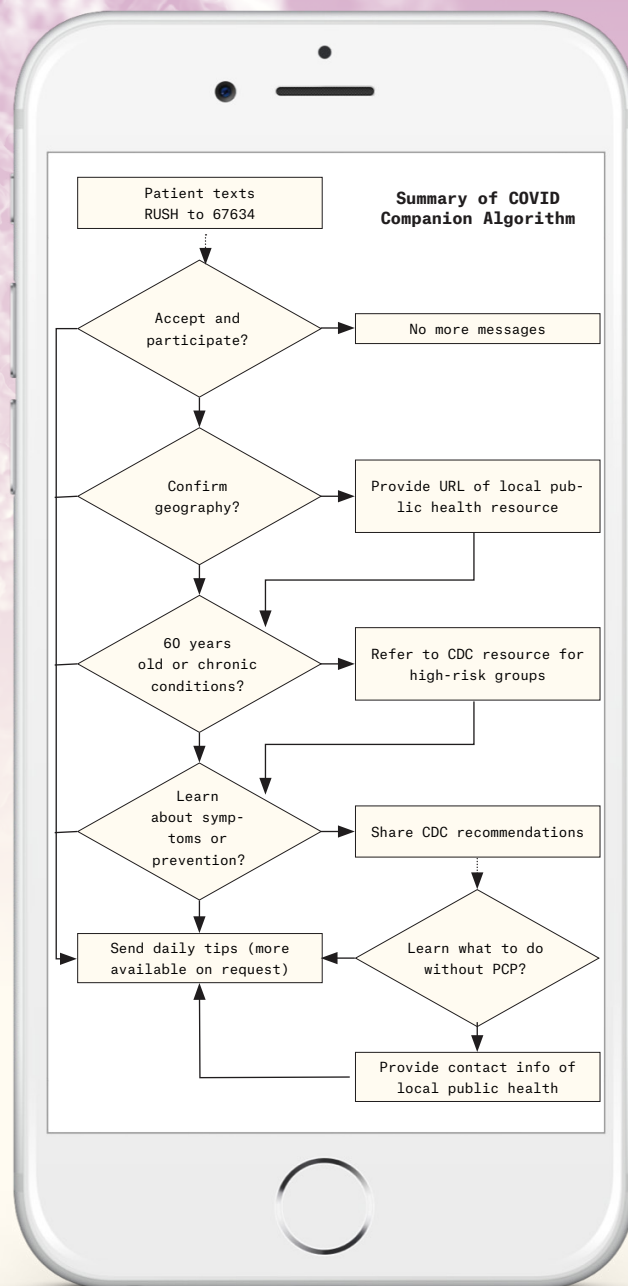 Patient texts
RUSH to 67634
Summary of COVID
Companion Algorithm
Accept and
participate?
No more messages
Confirm
geography?
Provide URL of local pub-
lic health resource
60 years
old or chronic
conditions?
Refer to CDC resource for
high-risk groups
Learn
about symp-
toms or
prevention?
Share CDC recommendations
Send daily tips (more
available on request)
Learn what to do
without PCP?
Provide contact info of
local public health